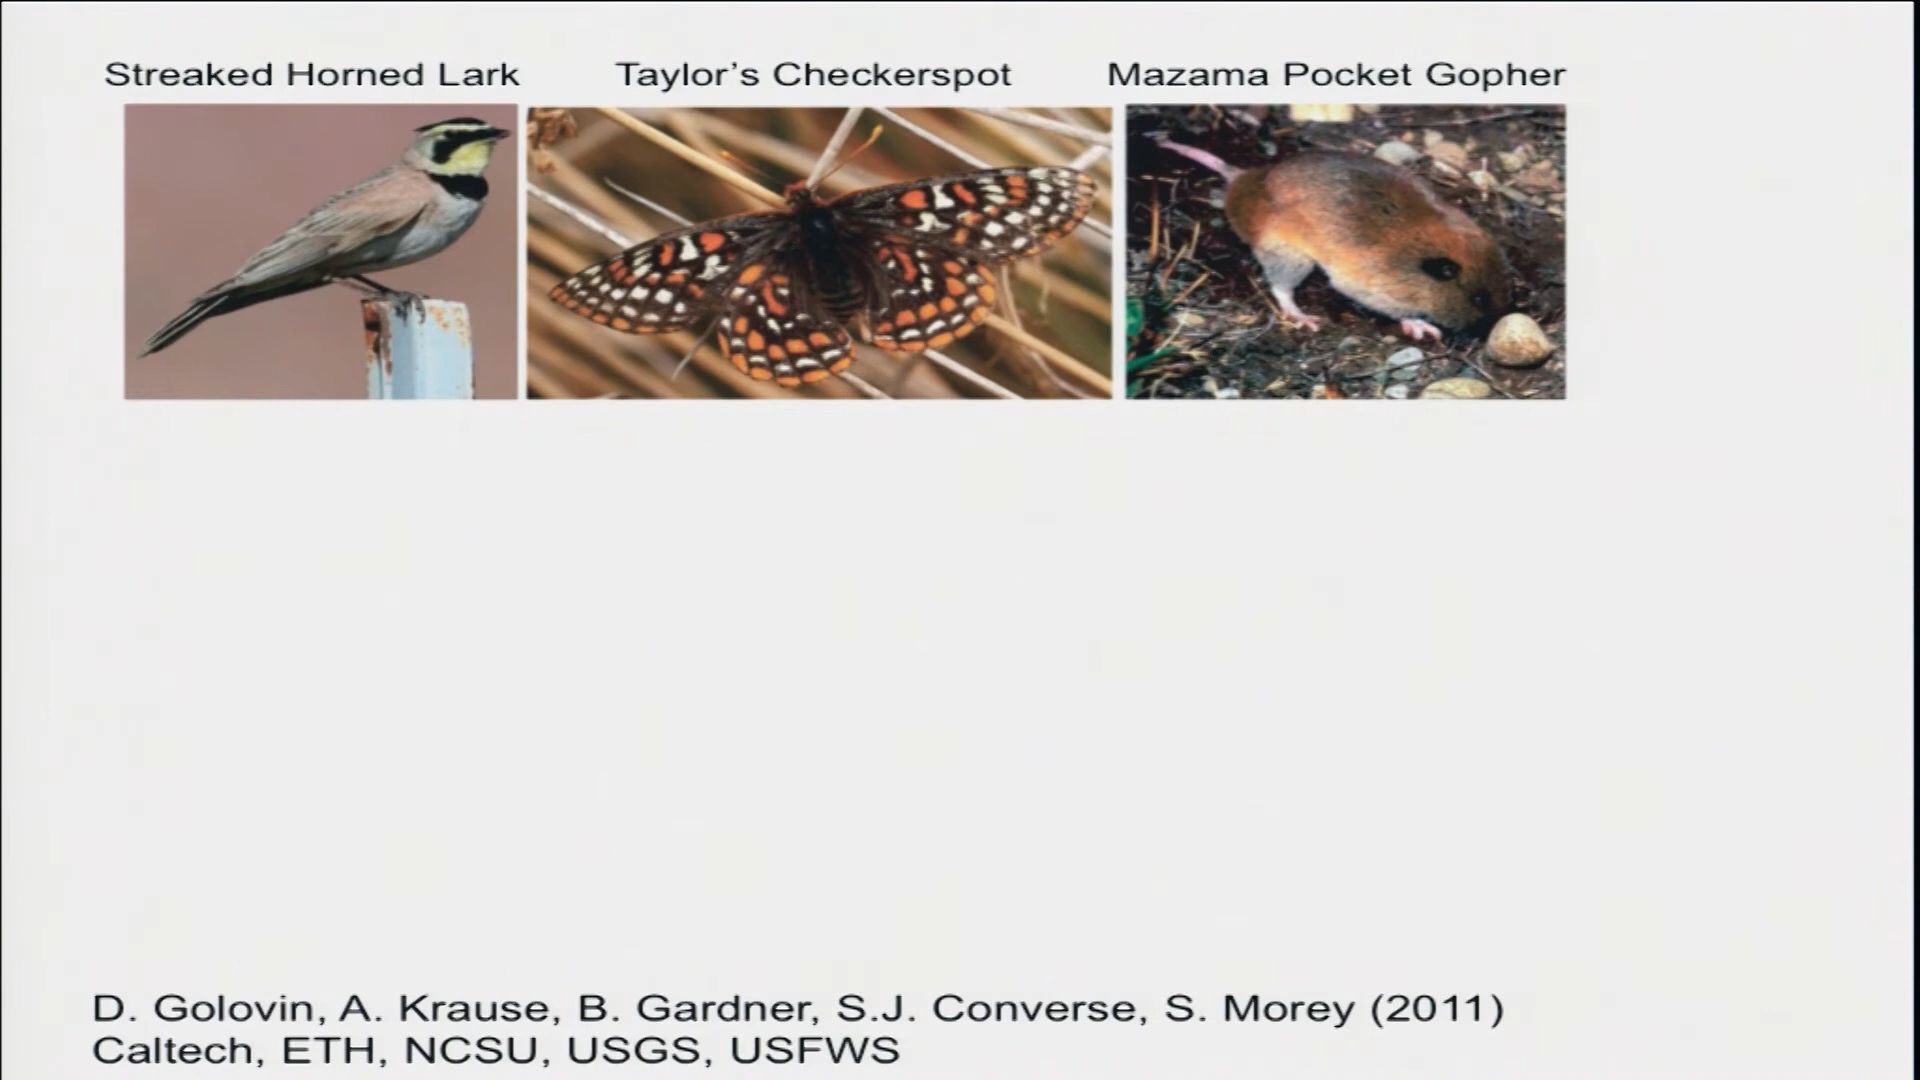 Streaked Horned Lark
Taylor's Checkerspot
Mazama Pocket Gopher
D. Golovin, A. Krause, B. Gardner, S.J. Converse, S. Morey (2011)
Caltech, ETH, NCSU, USGS, USFWS